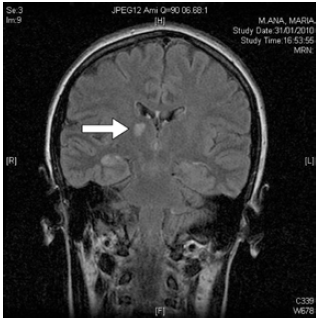 Se:3
Im:9
JPEG12 Ami Q=90 06.68:1
[H]
M.ANA, MARIA,
Study Date:31/01/2010
Study Time:16:53:55
MRN:
[R]
[L]
[F]
C339
W678